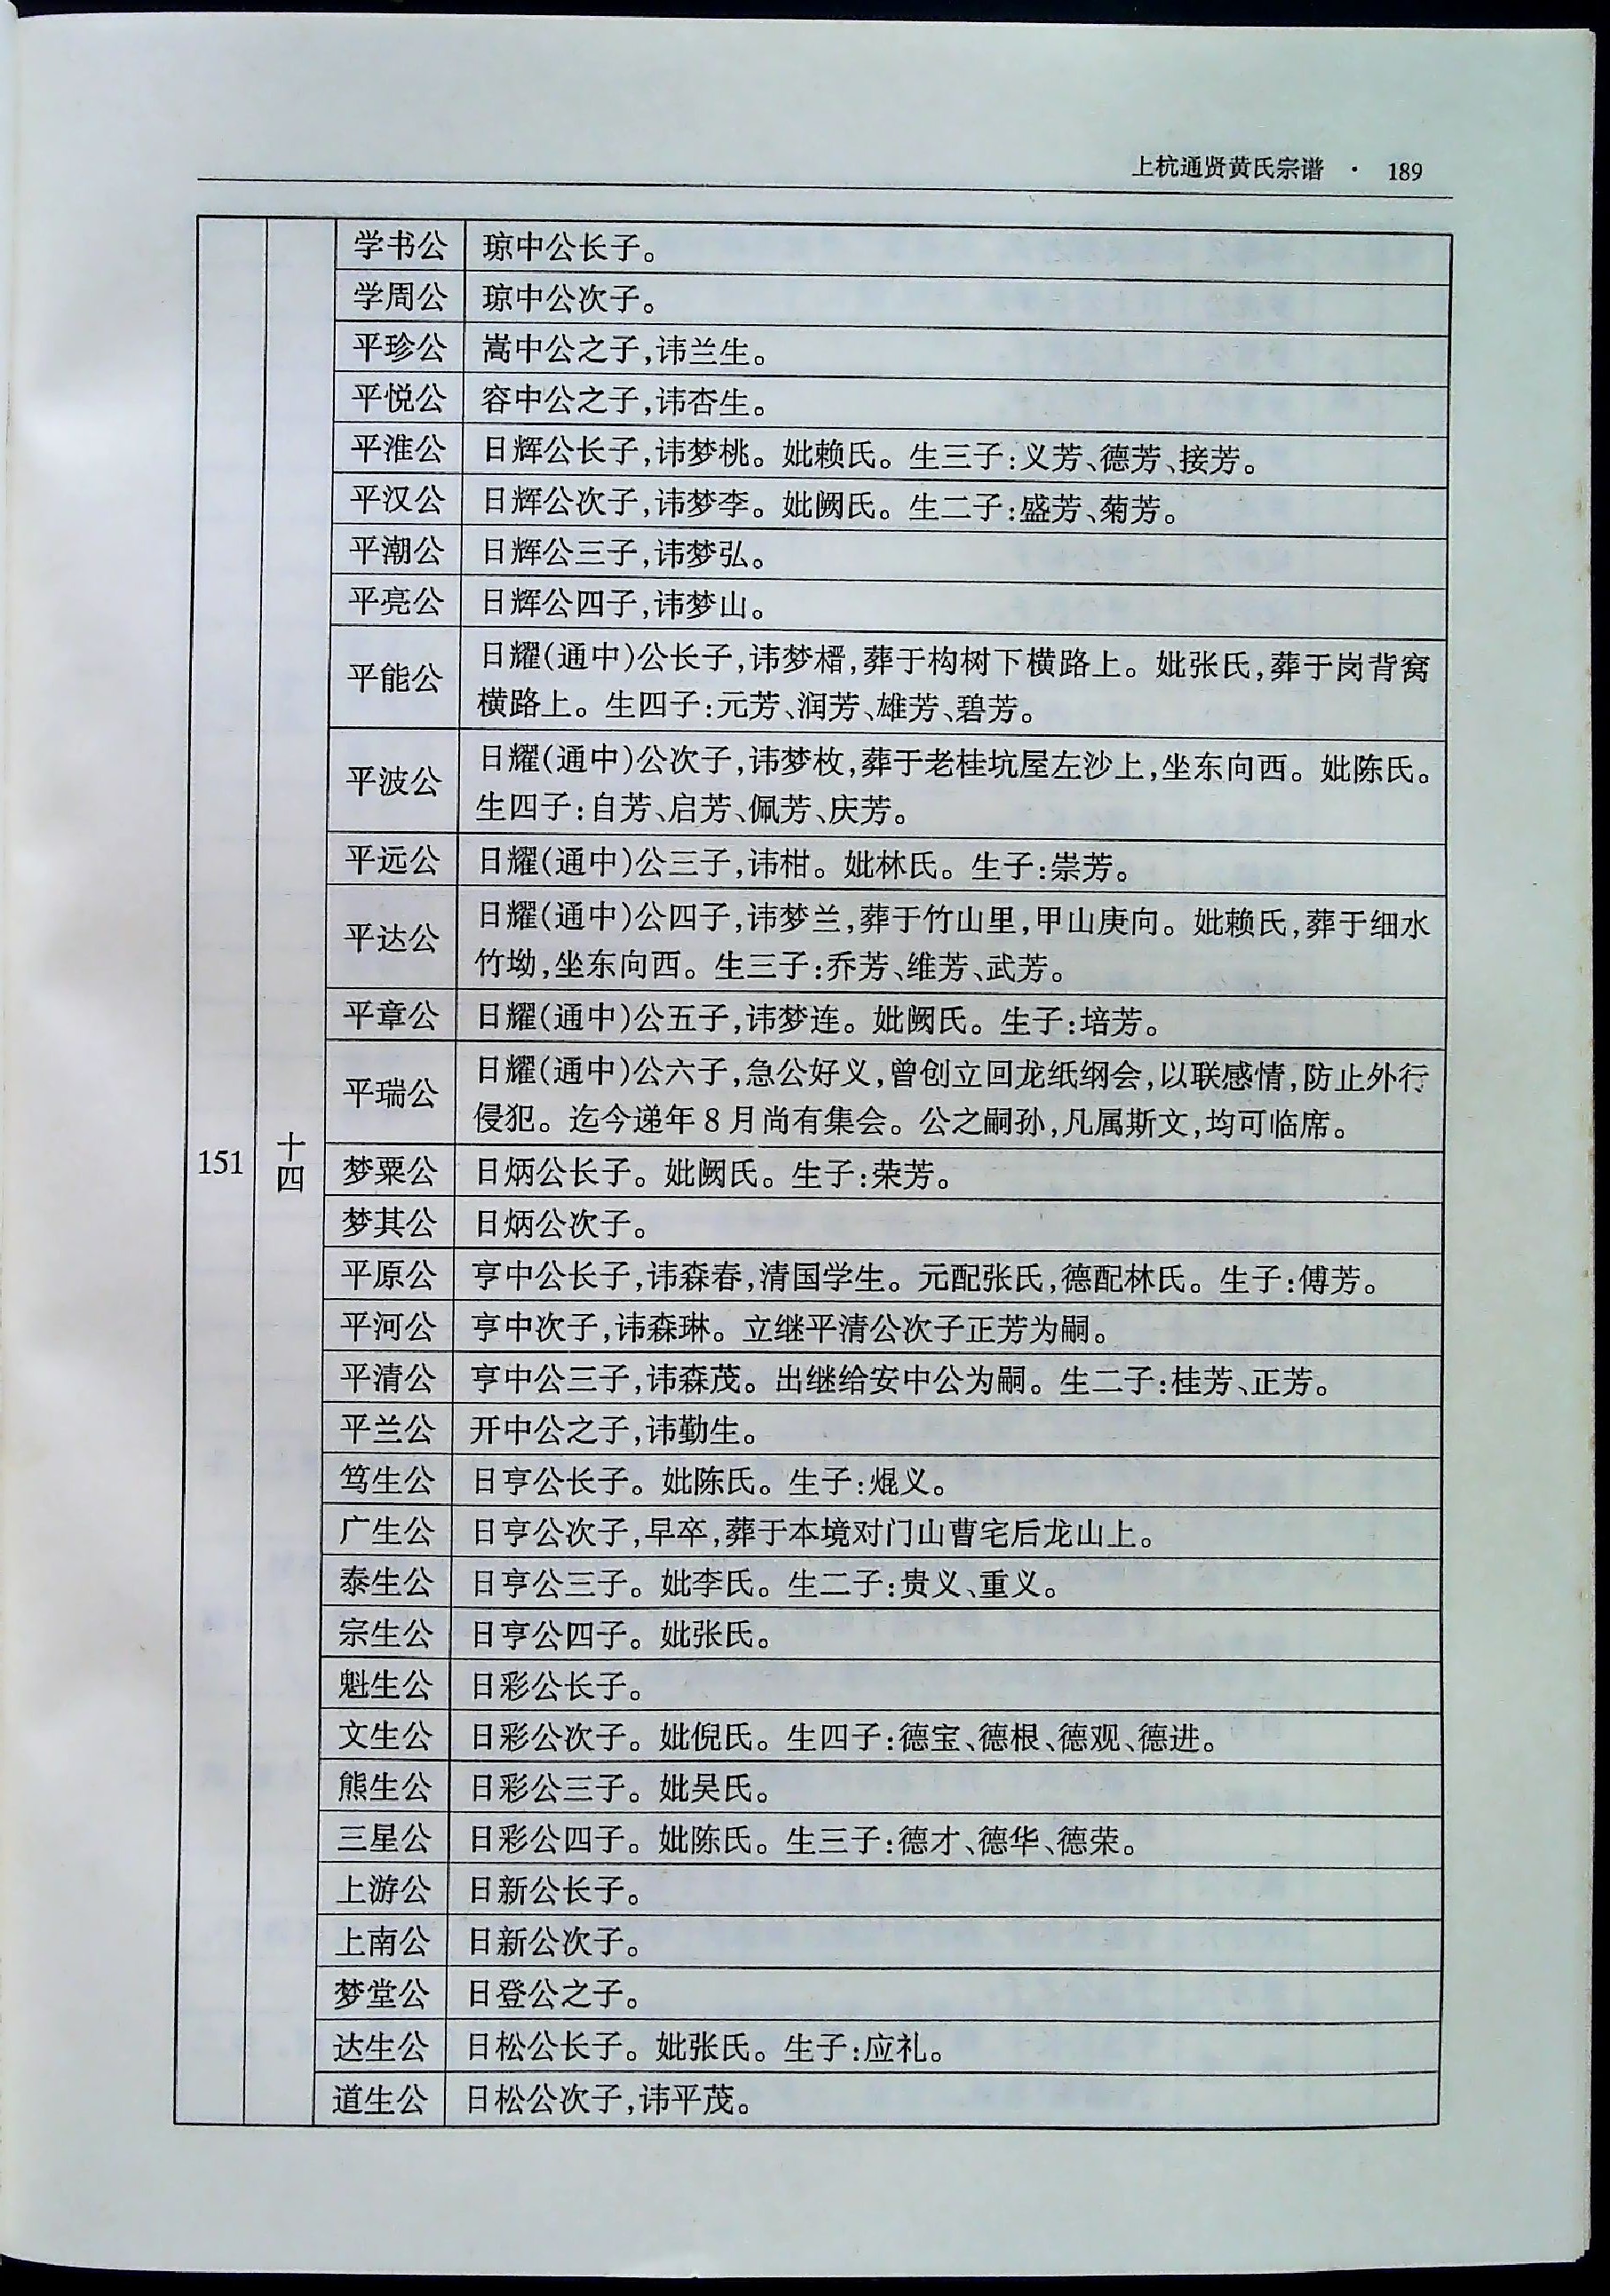 上杭通贤黄氏宗谱 · 189
151
十四
学书公 琼中公长子。
学周公 琼中公次子。
平珍公 嵩中公之子,讳兰生。
平悦公 容中公之子,讳杏生。
平淮公 日辉公长子,讳梦桃。妣赖氏。生三子:义芳、德芳、接芳。
平汉公 日辉公次子,讳梦李。妣阙氏。生二子:盛芳、菊芳。
平潮公 日辉公三子,讳梦弘。
平亮公 日辉公四子,讳梦山。
平能公 日耀(通中)公长子,讳梦榗,葬于构树下横路上。妣张氏,葬于岗背窝
横路上。生四子:元芳、润芳、雄芳、碧芳。
平波公 日耀(通中)公次子,讳梦枚,葬于老桂坑屋左沙上,坐东向西。妣陈氏。
生四子:自芳、启芳、佩芳、庆芳。
平远公 日耀(通中)公三子,讳柑。妣林氏。生子:崇芳。
平达公 日耀(通中)公四子,讳梦兰,葬于竹山里,甲山庚向。妣赖氏,葬于细水
竹坳,坐东向西。生三子:乔芳、维芳、武芳。
平章公 日耀(通中)公五子,讳梦连。妣阙氏。生子:培芳。
平瑞公 日耀(通中)公六子,急公好义,曾创立回龙纸纲会,以联感情,防止外行
侵犯。迄今递年8月尚有集会。公之嗣孙,凡属斯文,均可临席。
梦粟公 日炳公长子。妣阙氏。生子:荣芳。
梦其公 日炳公次子。
平原公 亨中公长子,讳森春,清国学生。元配张氏,德配林氏。生子:傅芳。
平河公 亨中次子,讳森琳。立继平清公次子正芳为嗣。
平清公 亨中公三子,讳森茂。出继给安中公为嗣。生二子:桂芳、正芳。
平兰公 开中公之子,讳勤生。
笃生公 日亨公长子。妣陈氏。生子:焜义。
广生公 日亨公次子,早卒,葬于本境对门山曹宅后龙山上。
泰生公 日亨公三子。妣李氏。生二子:贵义、重义。
宗生公 日亨公四子。妣张氏。
魁生公 日彩公长子。
文生公 日彩公次子。妣倪氏。生四子:德宝、德根、德观、德进。
熊生公 日彩公三子。妣吴氏。
三星公 日彩公四子。妣陈氏。生三子:德才、德华、德荣。
上游公 日新公长子。
上南公 日新公次子。
梦堂公 日登公之子。
达生公 日松公长子。妣张氏。生子:应礼。
道生公 日松公次子,讳平茂。